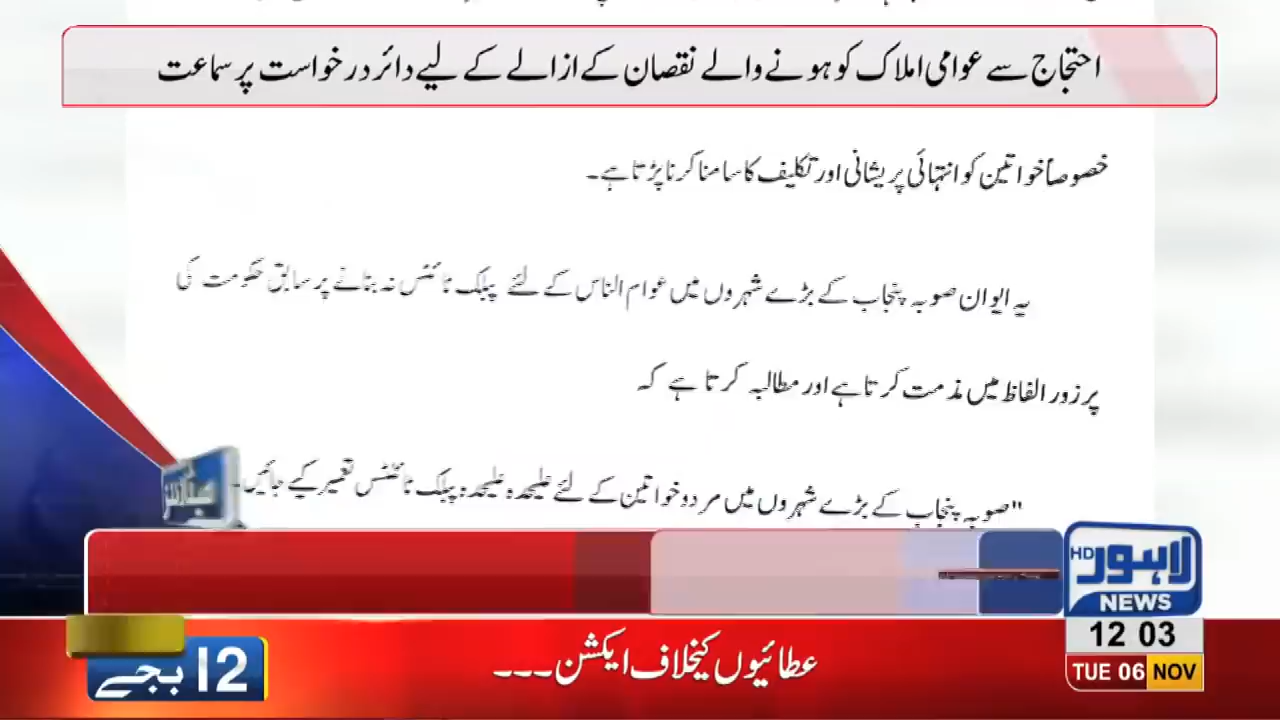 احتجاج سے عوامی املاک کو ہونے والے نقصان کے ازالے کے لیے دائر درخواست پر سماعت
خصوصاً خواتین کو انتہائی پریشانی اور تکلیف کا سامنا کرنا پڑتا ہے۔
یہ ایوان صوبہ پنجاب کے بڑے شہروں میں عوام الناس کے لئے پبلک ٹائلٹس نہ بنانے پر سابق حکومت کی
پرزور الفاظ میں مذمت کرتا ہے اور مطالبہ کرتا ہے کہ
"صوبہ پنجاب کے بڑے شہروں میں مرد و خواتین کے لئے علیحدہ علیحدہ پبلک ٹائلٹس تعمیر کیے جائیں۔
HD لاہور
NEWS
12 03
TUE 06 NOV
12 بجے
عطائیوں کیخلاف ایکشن ۔۔۔